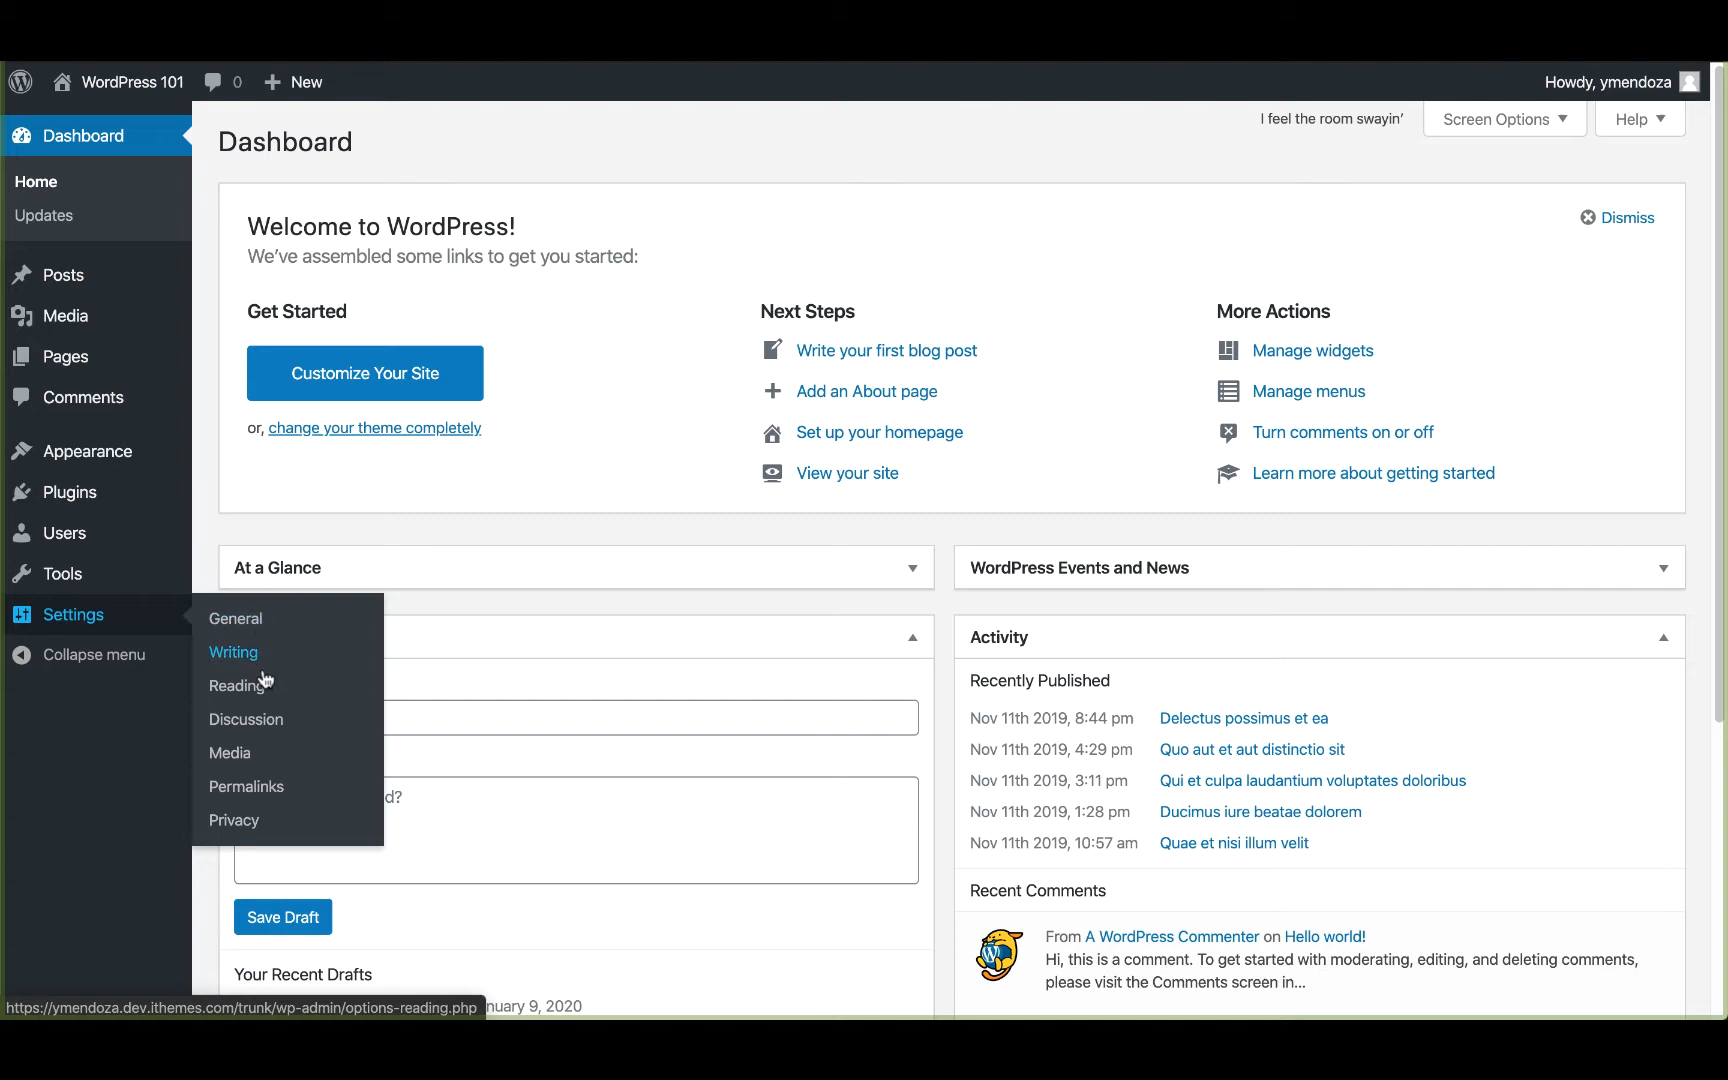 WordPress 101 0 New Howdy, ymendoza
Dashboard
Home
Updates
Posts
Media
Pages
Comments
Appearance
Plugins
Users
Tools
Settings
Collapse menu
General
Writing
Reading
Discussion
Media
Permalinks
Privacy
I feel the room swayin' Screen Options Help
Dashboard
Welcome to WordPress!
Dismiss
We've assembled some links to get you started:
Get Started
Customize Your Site
or, change your theme completely
Next Steps
Write your first blog post
Add an About page
Set up your homepage
View your site
More Actions
Manage widgets
Manage menus
Turn comments on or off
Learn more about getting started
At a Glance
d?
Save Draft
Your Recent Drafts
nuary 9, 2020
WordPress Events and News
Activity
Recently Published
Nov 11th 2019, 8:44 pm Delectus possimus et ea
Nov 11th 2019, 4:29 pm Quo aut et aut distinctio sit
Nov 11th 2019, 3:11 pm Qui et culpa laudantium voluptates doloribus
Nov 11th 2019, 1:28 pm Ducimus iure beatae dolorem
Nov 11th 2019, 10:57 am Quae et nisi illum velit
Recent Comments
From A WordPress Commenter on Hello world!
Hi, this is a comment. To get started with moderating, editing, and deleting comments,
please visit the Comments screen in...
https://ymendoza.dev.ithemes.com/trunk/wp-admin/options-reading.php